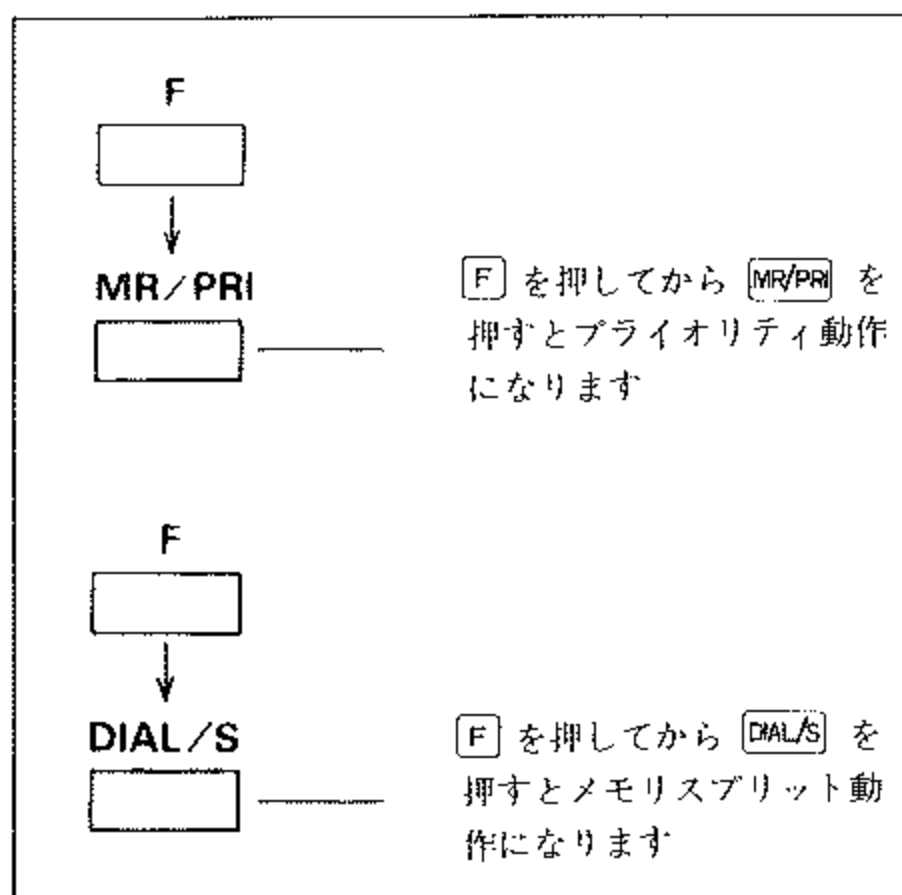 F
MR/PRI
F を押してから MR/PRI を
押すとプライオリティ動作
になります
F
DIAL/S
F を押してから DIAL/S を
押すとメモリスプリット動
作になります